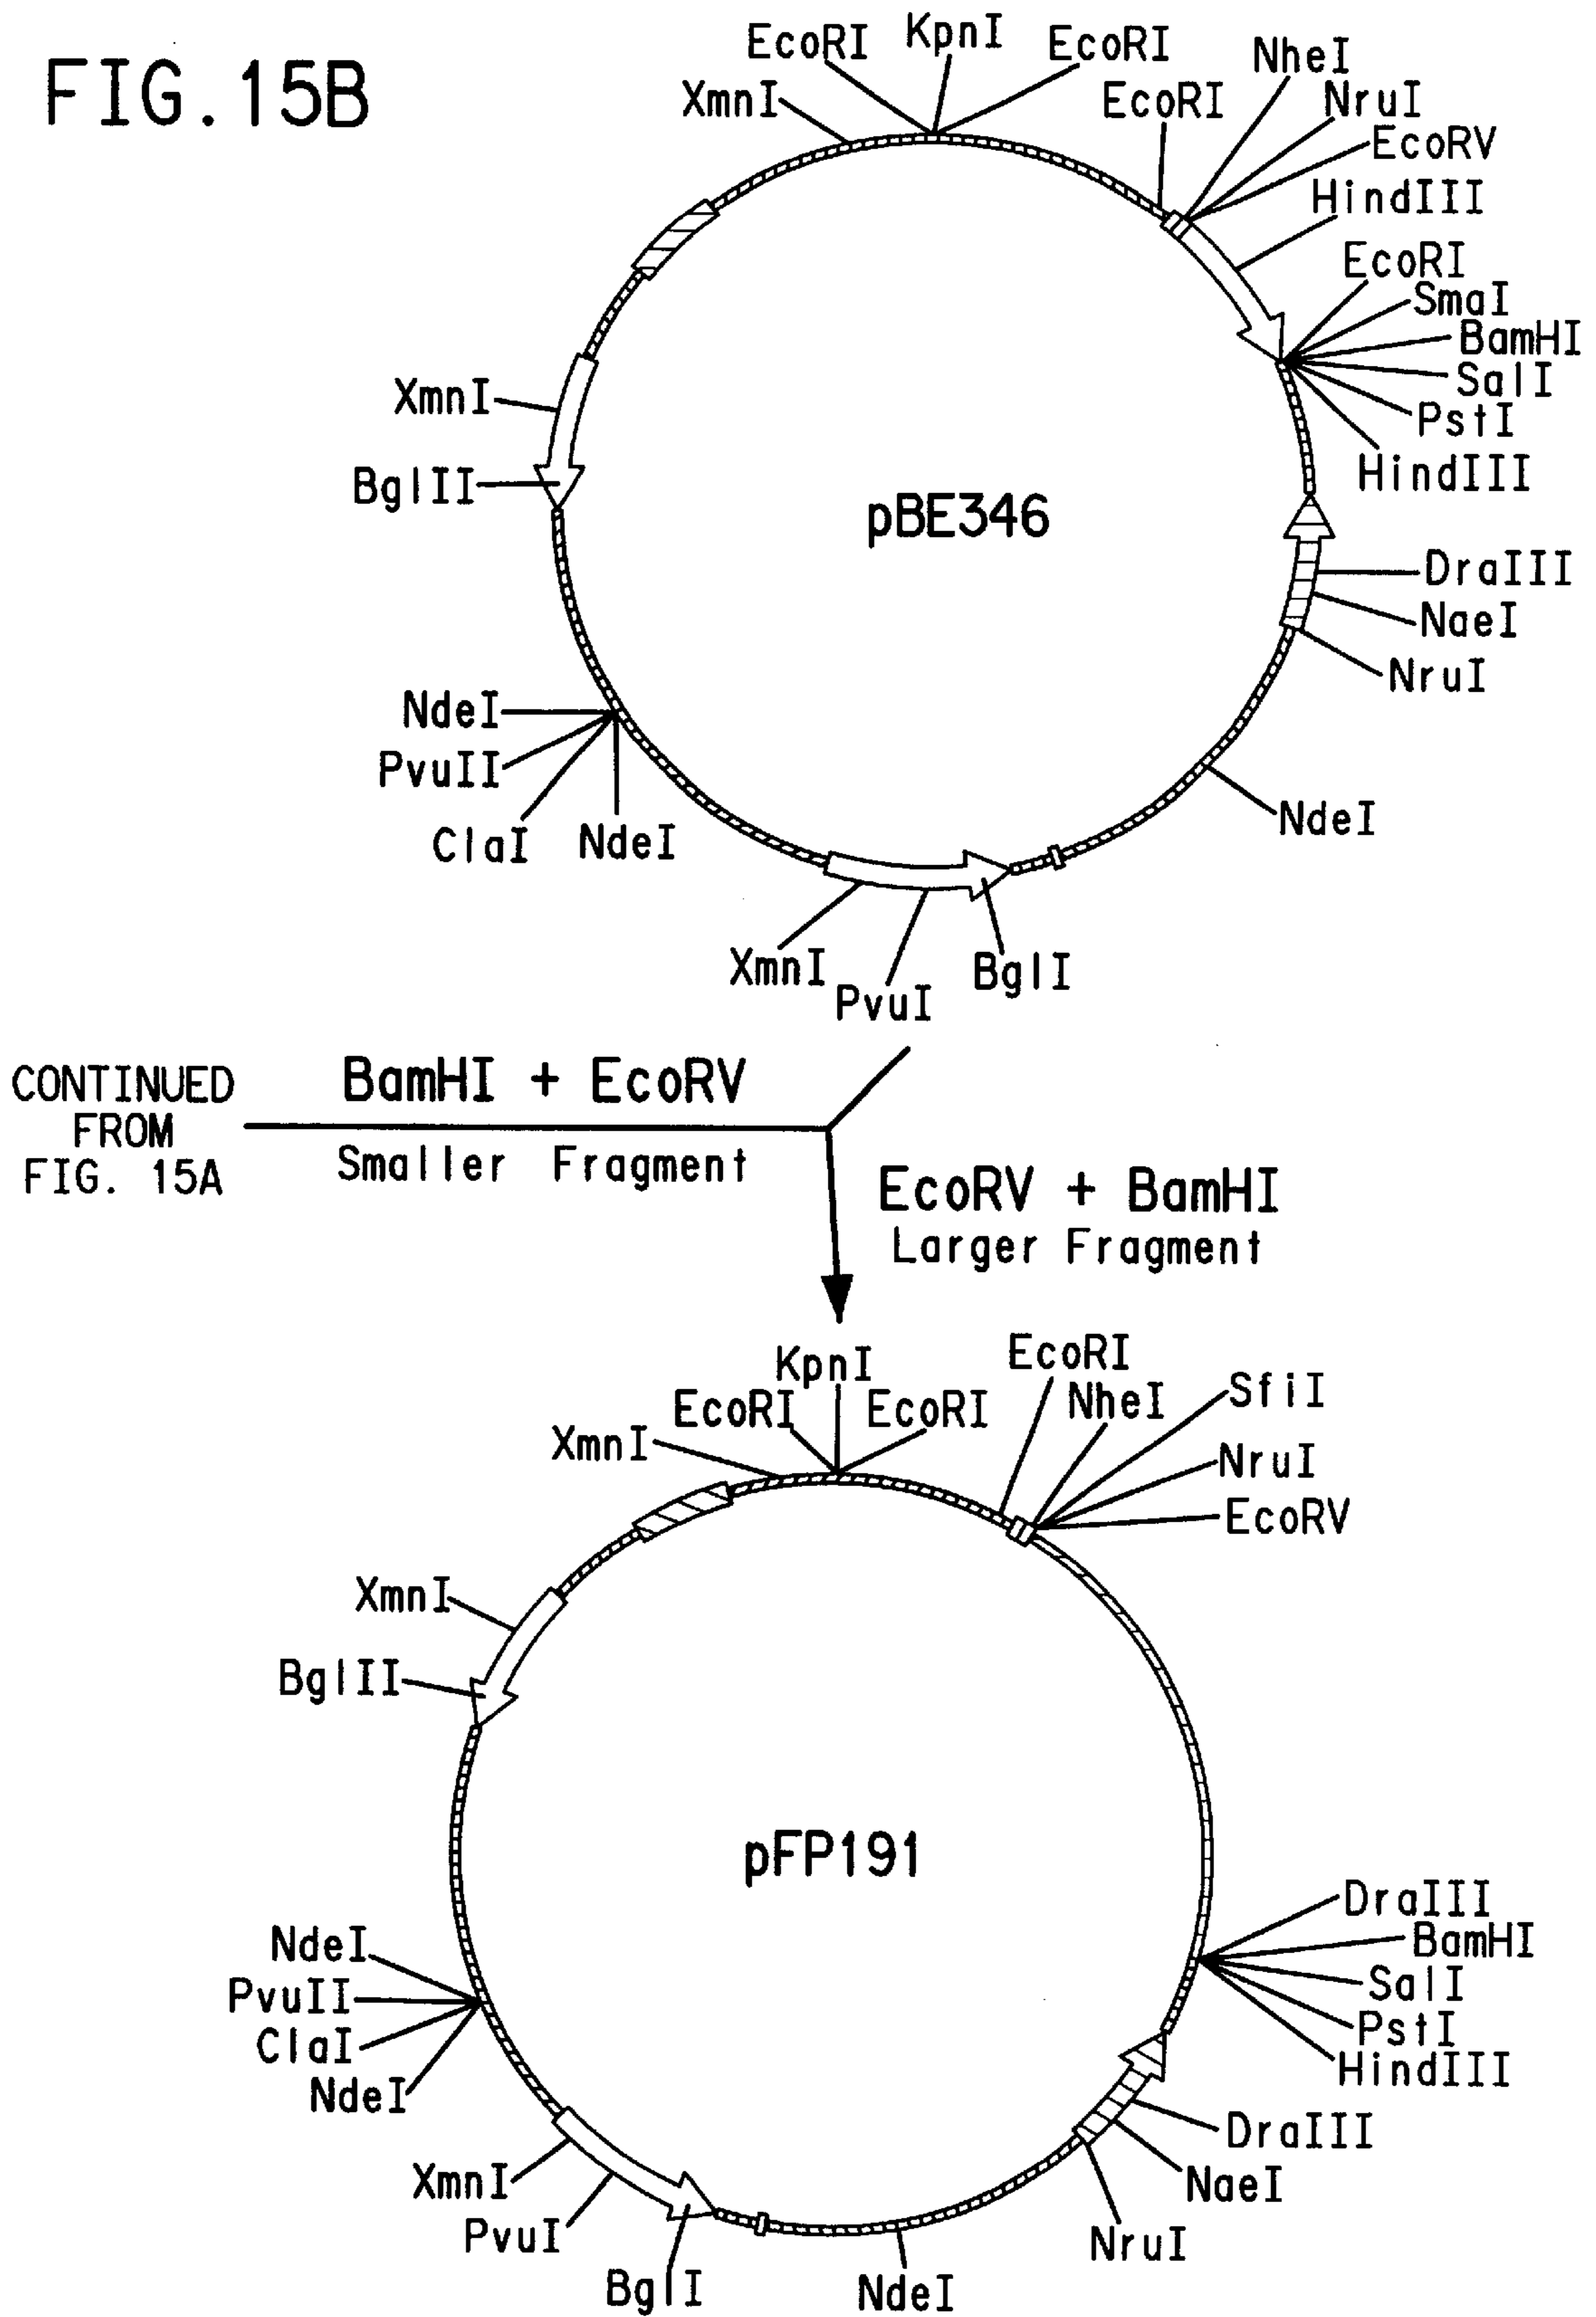 FIG.15B
EcoRI
KpnI
EcoRI
XmnI
EcoRI
NheI
NruI
EcoRV
HindIII
EcoRI
SmaI
BamHI
SalI
PstI
HindIII
XmnI
BglII
pBE346
DraIII
NaeI
NruI
NdeI
PvuII
ClaI
NdeI
NdeI
XmnI
PvuI
BglI
CONTINUED
FROM
FIG. 15A
BamHI + EcoRV
Smaller Fragment
EcoRV + BamHI
Larger Fragment
KpnI
EcoRI
EcoRI
XmnI
EcoRI
NheI
SfiI
NruI
EcoRV
XmnI
BglII
pFP191
DraIII
BamHI
SalI
PstI
HindIII
NdeI
PvuII
ClaI
NdeI
DraIII
NaeI
NruI
XmnI
PvuI
BglI
NdeI